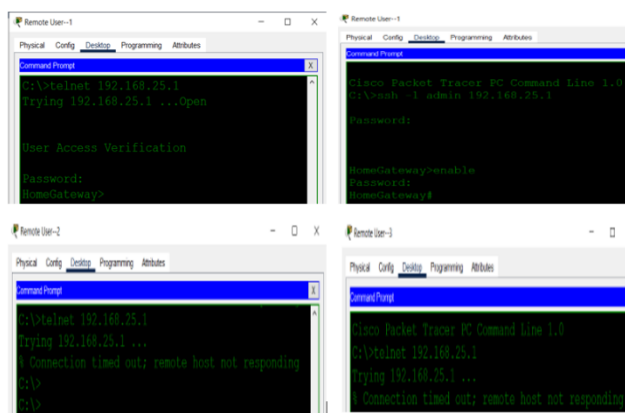 Remote User--1
Physical Config Desktop Programming Attributes
Command Prompt X
C:\>telnet 192.168.25.1
Trying 192.168.25.1 ...Open
User Access Verification
Password:
HomeGateway>
Remote User--1
Physical Config Desktop Programming Attributes
Command Prompt
Cisco Packet Tracer PC Command Line 1.0
C:\>ssh -l admin 192.168.25.1
Password:
HomeGateway>enable
Password:
HomeGateway#
Remote User--2
Physical Config Desktop Programming Attributes
Command Prompt X
C:\>telnet 192.168.25.1
Trying 192.168.25.1 ...
% Connection timed out; remote host not responding
C:\>
C:\>
Remote User--3
Physical Config Desktop Programming Attributes
Command Prompt
Cisco Packet Tracer PC Command Line 1.0
C:\>telnet 192.168.25.1
Trying 192.168.25.1 ...
% Connection timed out; remote host not responding